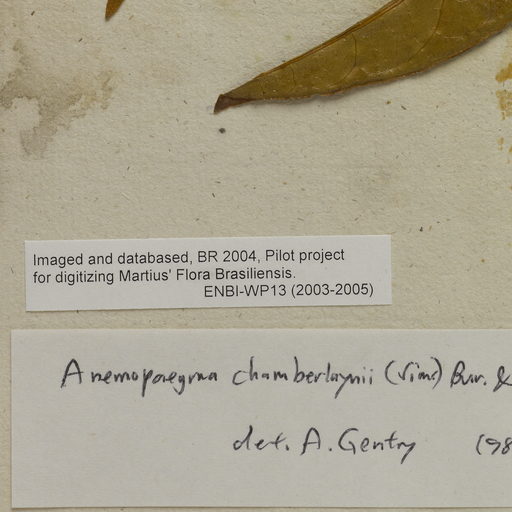 Imaged and databased, BR 2004, Pilot project
for digitizing Martius' Flora Brasiliensis.
ENBI-WP13 (2003-2005)
Anemopaegma chamberlaynii (Sims) Bur. &
det. A. Gentry 198